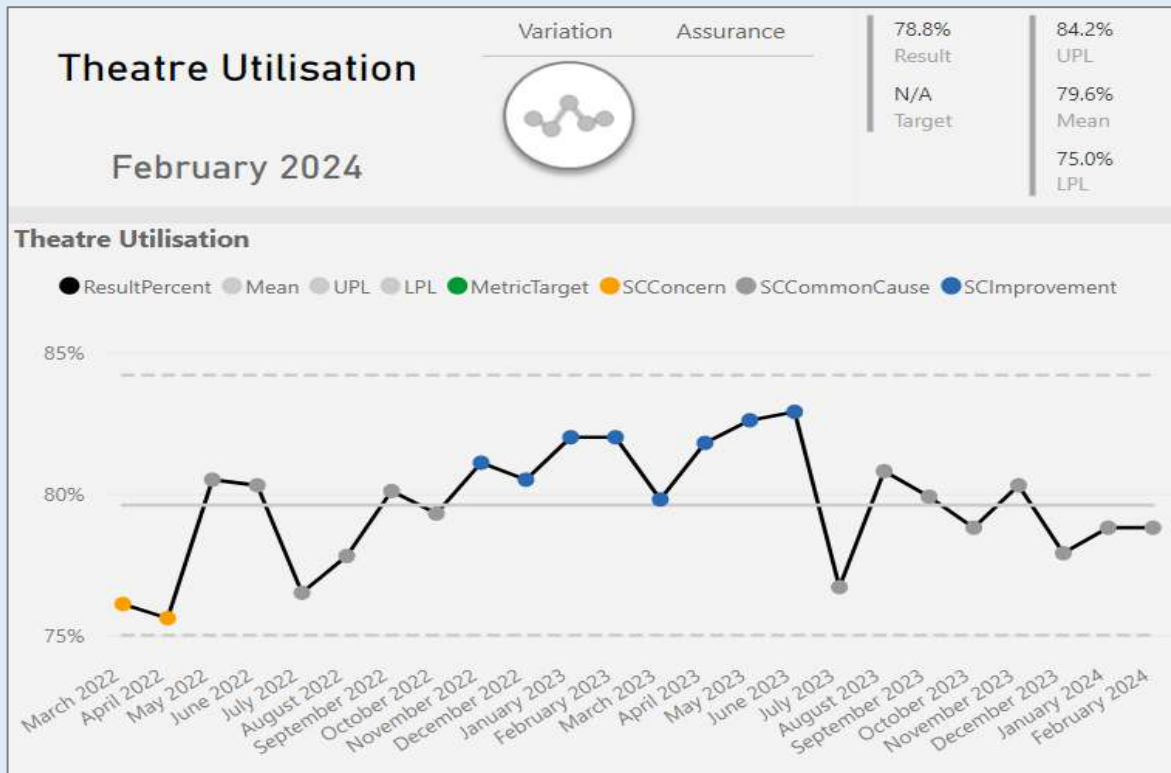 Theatre Utilisation
February 2024
Variation Assurance
78.8%
Result
N/A
Target
84.2%
UPL
79.6%
Mean
75.0%
LPL
Theatre Utilisation
ResultPercent Mean UPL LPL MetricTarget SCConcern SCCommonCause SCImprovement
85%
80%
75%
March 2022
April 2022
May 2022
June 2022
July 2022
August 2022
September 2022
October 2022
November 2022
December 2022
January 2023
February 2023
March 2023
April 2023
May 2023
June 2023
July 2023
August 2023
September 2023
October 2023
November 2023
December 2023
January 2024
February 2024